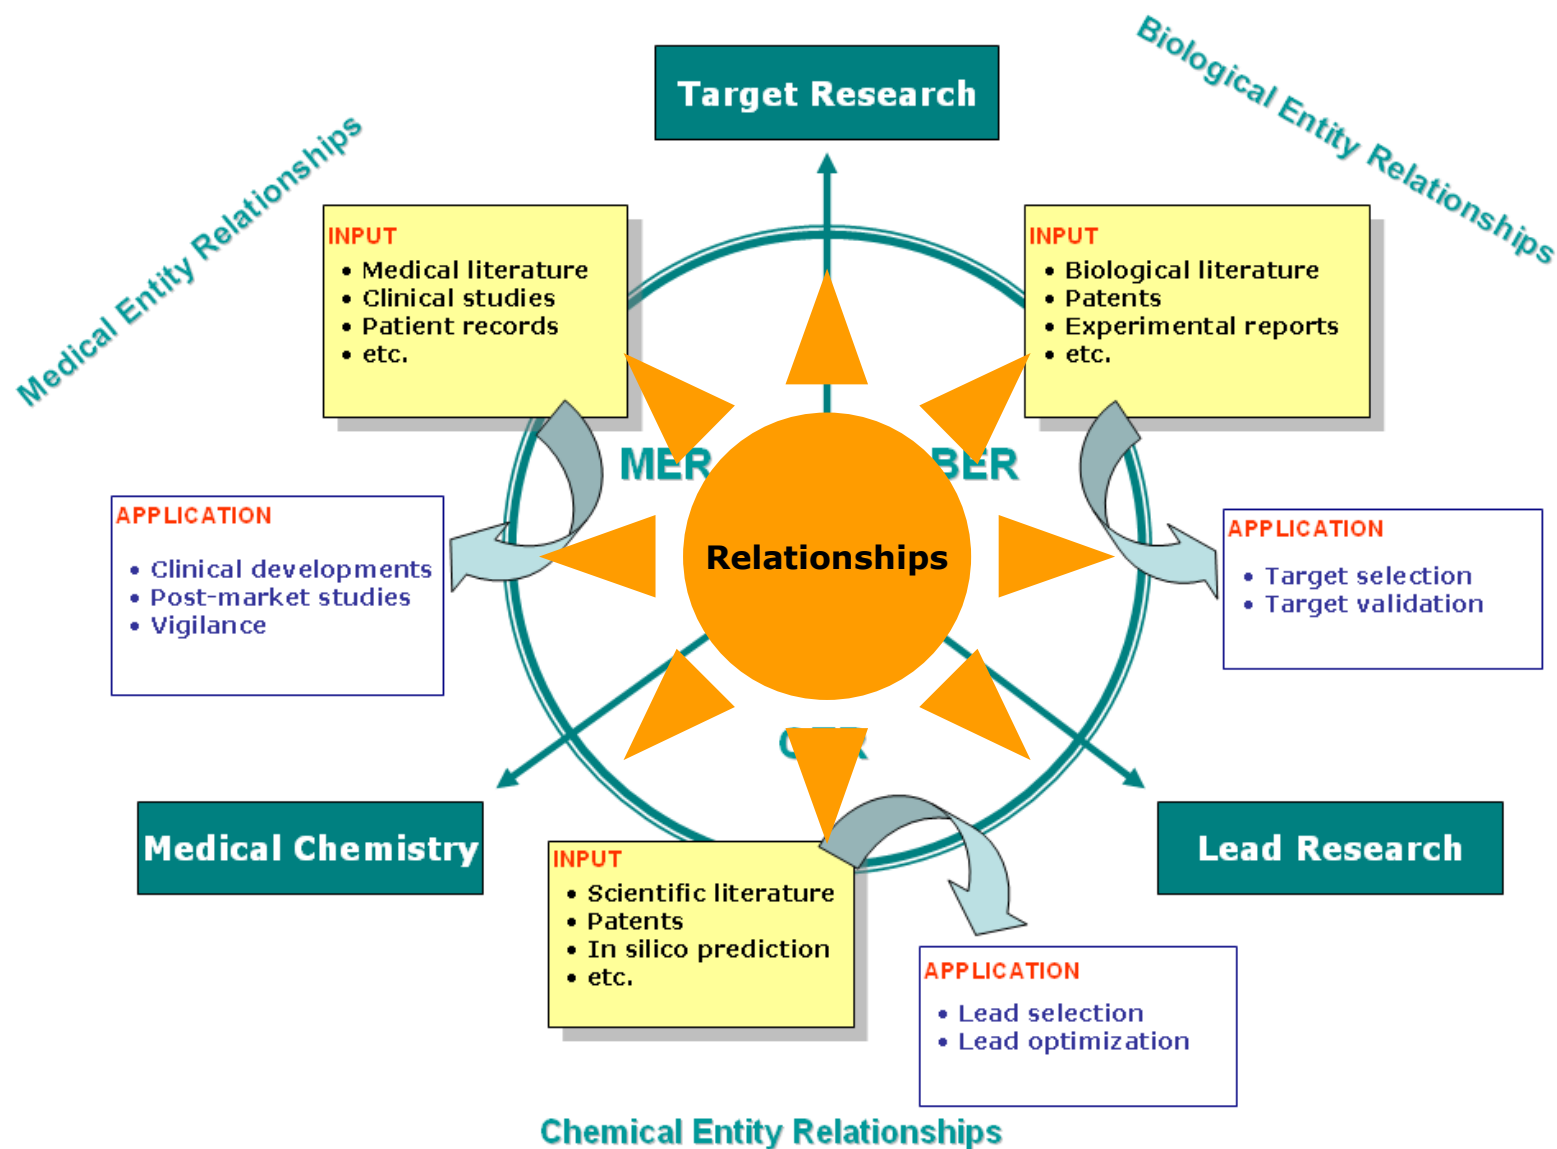 Target Research
Biological Entity Relationships
Medical Entity Relationships
INPUT
• Medical literature
• Clinical studies
• Patient records
• etc.
INPUT
• Biological literature
• Patents
• Experimental reports
• etc.
MER
BER
APPLICATION
• Clinical developments
• Post-market studies
• Vigilance
Relationships
APPLICATION
• Target selection
• Target validation
Medical Chemistry
Lead Research
INPUT
• Scientific literature
• Patents
• In silico prediction
• etc.
APPLICATION
• Lead selection
• Lead optimization
Chemical Entity Relationships